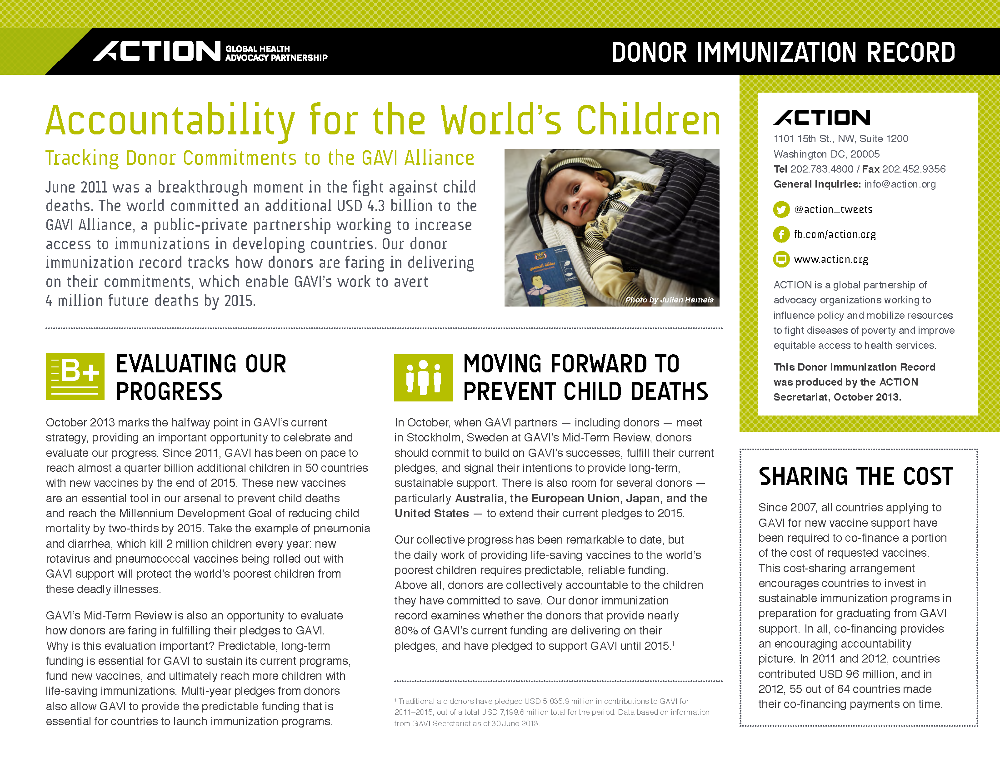 ACTION GLOBAL HEALTH
ADVOCACY PARTNERSHIP
DONOR IMMUNIZATION RECORD
Accountability for the World's Children
Tracking Donor Commitments to the GAVI Alliance
June 2011 was a breakthrough moment in the fight against child
deaths. The world committed an additional USD 4.3 billion to the
GAVI Alliance, a public-private partnership working to increase
access to immunizations in developing countries. Our donor
immunization record tracks how donors are faring in delivering
on their commitments, which enable GAVI's work to avert
4 million future deaths by 2015.
بطاقة التحصين
Photo by Julien Harneis
B+
EVALUATING OUR
PROGRESS
October 2013 marks the halfway point in GAVI's current
strategy, providing an important opportunity to celebrate and
evaluate our progress. Since 2011, GAVI has been on pace to
reach almost a quarter billion additional children in 50 countries
with new vaccines by the end of 2015. These new vaccines
are an essential tool in our arsenal to prevent child deaths
and reach the Millennium Development Goal of reducing child
mortality by two-thirds by 2015. Take the example of pneumonia
and diarrhea, which kill 2 million children every year: new
rotavirus and pneumococcal vaccines being rolled out with
GAVI support will protect the world's poorest children from
these deadly illnesses.
GAVI's Mid-Term Review is also an opportunity to evaluate
how donors are faring in fulfilling their pledges to GAVI.
Why is this evaluation important? Predictable, long-term
funding is essential for GAVI to sustain its current programs,
fund new vaccines, and ultimately reach more children with
life-saving immunizations. Multi-year pledges from donors
also allow GAVI to provide the predictable funding that is
essential for countries to launch immunization programs.
MOVING FORWARD TO
PREVENT CHILD DEATHS
In October, when GAVI partners — including donors — meet
in Stockholm, Sweden at GAVI's Mid-Term Review, donors
should commit to build on GAVI's successes, fulfill their current
pledges, and signal their intentions to provide long-term,
sustainable support. There is also room for several donors —
particularly Australia, the European Union, Japan, and the
United States — to extend their current pledges to 2015.
Our collective progress has been remarkable to date, but
the daily work of providing life-saving vaccines to the world's
poorest children requires predictable, reliable funding.
Above all, donors are collectively accountable to the children
they have committed to save. Our donor immunization
record examines whether the donors that provide nearly
80% of GAVI's current funding are delivering on their
pledges, and have pledged to support GAVI until 2015.¹
¹ Traditional aid donors have pledged USD 5,835.9 million in contributions to GAVI for
2011–2015, out of a total USD 7,199.6 million total for the period. Data based on information
from GAVI Secretariat as of 30 June 2013.
ACTION
1101 15th St., NW, Suite 1200
Washington DC, 20005
Tel 202.783.4800 / Fax 202.452.9356
General Inquiries: info@action.org
@action_tweets
fb.com/action.org
www.action.org
ACTION is a global partnership of
advocacy organizations working to
influence policy and mobilize resources
to fight diseases of poverty and improve
equitable access to health services.
This Donor Immunization Record
was produced by the ACTION
Secretariat, October 2013.
SHARING THE COST
Since 2007, all countries applying to
GAVI for new vaccine support have
been required to co-finance a portion
of the cost of requested vaccines.
This cost-sharing arrangement
encourages countries to invest in
sustainable immunization programs in
preparation for graduating from GAVI
support. In all, co-financing provides
an encouraging accountability
picture. In 2011 and 2012, countries
contributed USD 96 million, and in
2012, 55 out of 64 countries made
their co-financing payments on time.